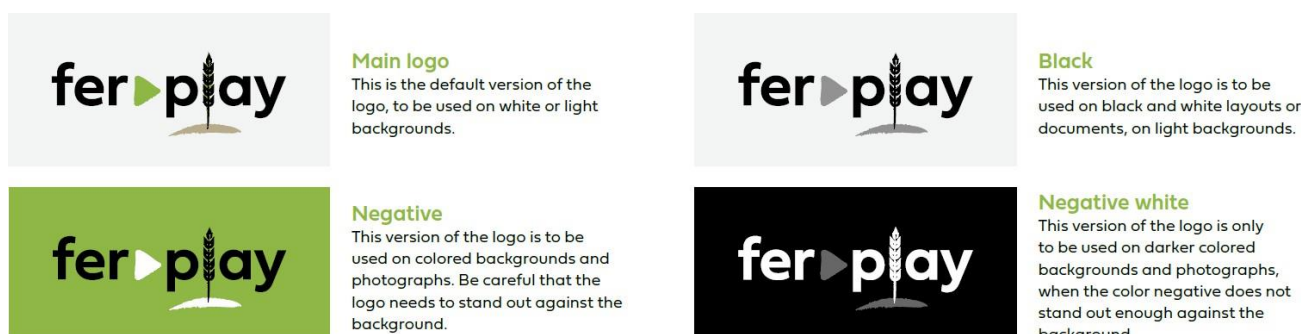 fer play
Main logo
This is the default version of the
logo, to be used on white or light
backgrounds.
fer play
Black
This version of the logo is to be
used on black and white layouts or
documents, on light backgrounds.
fer play
Negative
This version of the logo is to be
used on colored backgrounds and
photographs. Be careful that the
logo needs to stand out against the
background.
fer play
Negative white
This version of the logo is only
to be used on darker colored
backgrounds and photographs,
when the color negative does not
stand out enough against the
background.